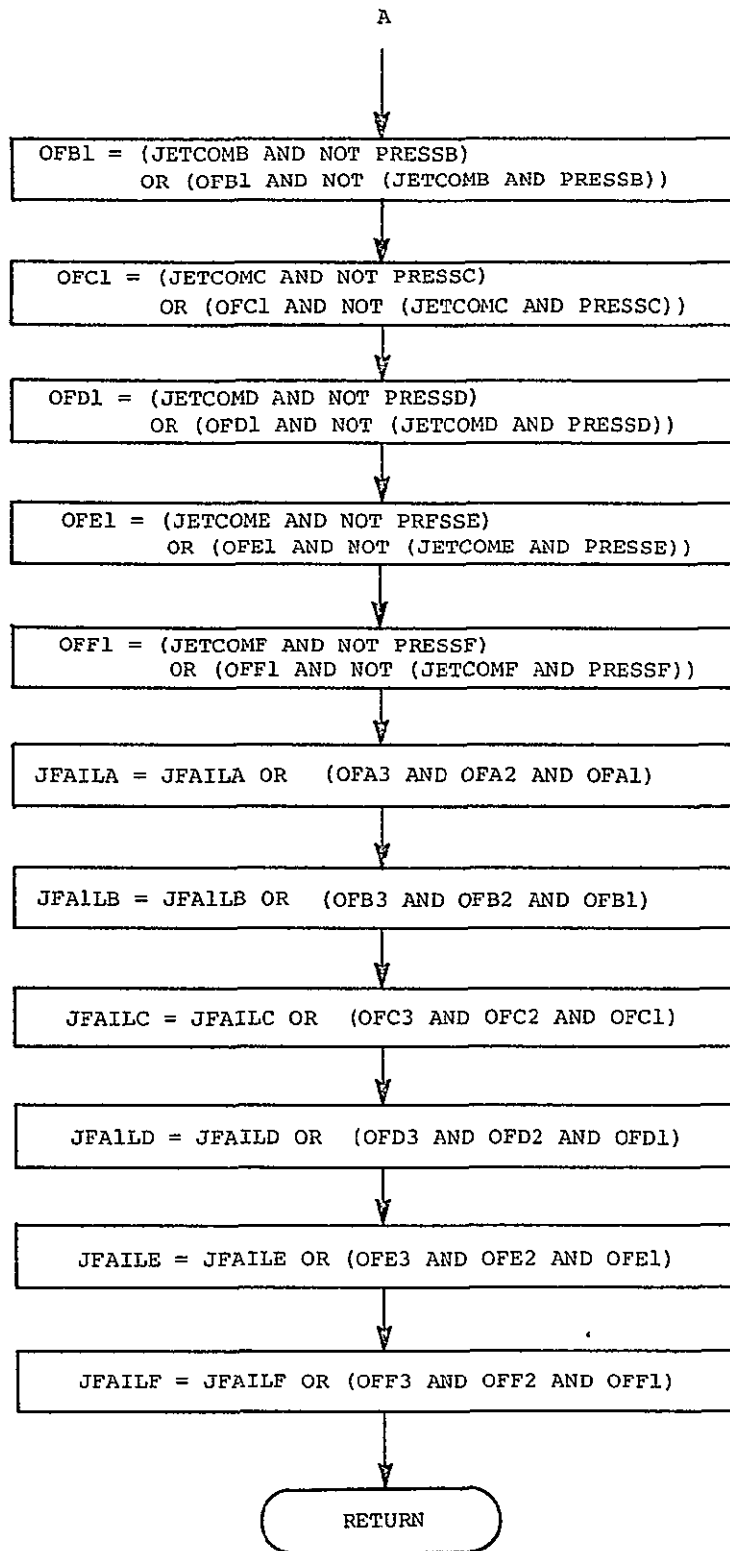 A
OFB1 = (JETCOMB AND NOT PRESSB)
OR (OFB1 AND NOT (JETCOMB AND PRESSB))
OFC1 = (JETCOMC AND NOT PRESSC)
OR (OFC1 AND NOT (JETCOMC AND PRESSC))
OFD1 = (JETCOMD AND NOT PRESSD)
OR (OFD1 AND NOT (JETCOMD AND PRESSD))
OFE1 = (JETCOME AND NOT PRFSSE)
OR (OFE1 AND NOT (JETCOME AND PRESSE))
OFF1 = (JETCOMF AND NOT PRESSF)
OR (OFF1 AND NOT (JETCOMF AND PRESSF))
JFAILA = JFAILA OR (OFA3 AND OFA2 AND OFA1)
JFA1LB = JFA1LB OR (OFB3 AND OFB2 AND OFB1)
JFAILC = JFAILC OR (OFC3 AND OFC2 AND OFC1)
JFA1LD = JFAILD OR (OFD3 AND OFD2 AND OFD1)
JFAILE = JFAILE OR (OFE3 AND OFE2 AND OFE1)
JFAILF = JFAILF OR (OFF3 AND OFF2 AND OFF1)
RETURN